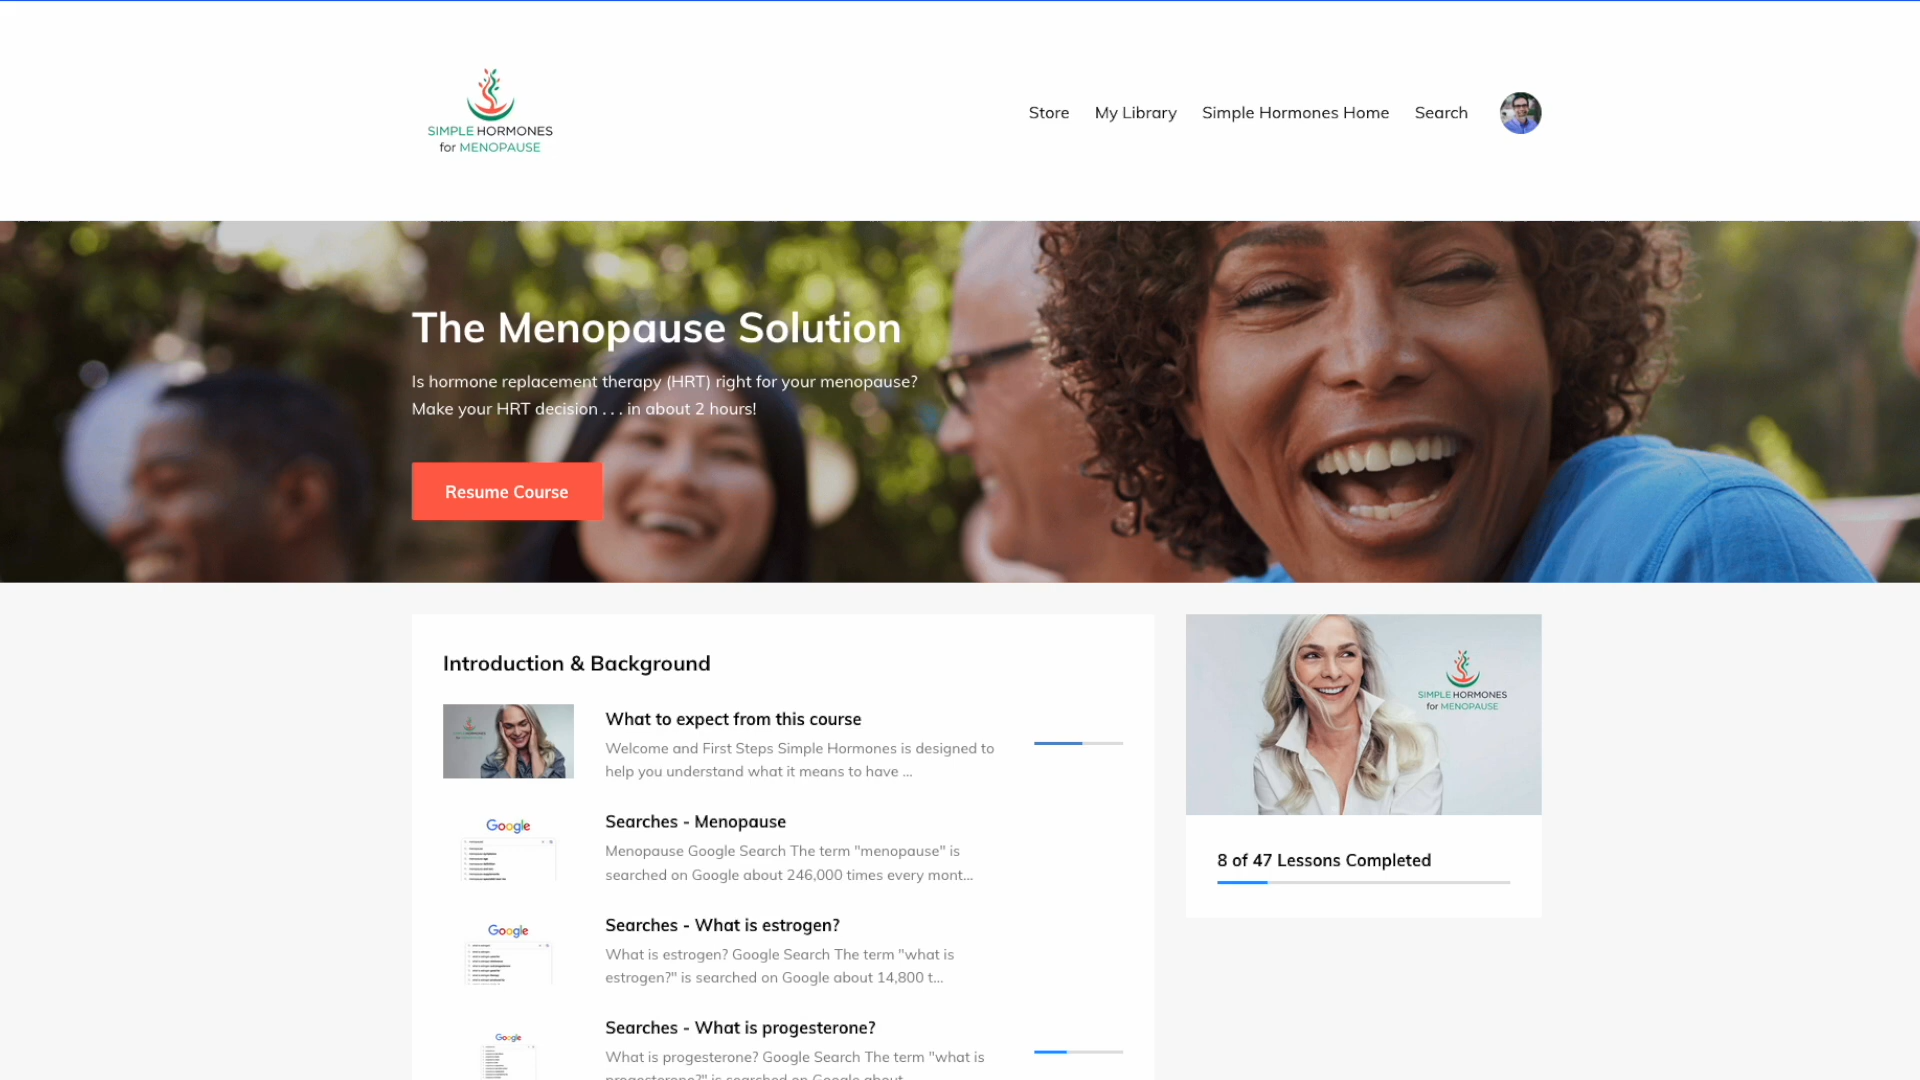 SIMPLE HORMONES
for MENOPAUSE
Store My Library Simple Hormones Home Search
The Menopause Solution
Is hormone replacement therapy (HRT) right for your menopause?
Make your HRT decision . . . in about 2 hours!
Resume Course
Introduction & Background
What to expect from this course
Welcome and First Steps Simple Hormones is designed to
help you understand what it means to have ...
Google
Searches - Menopause
Menopause Google Search The term "menopause" is
searched on Google about 246,000 times every mont...
Google
Searches - What is estrogen?
What is estrogen? Google Search The term "what is
estrogen?" is searched on Google about 14,800 t...
Google
Searches - What is progesterone?
What is progesterone? Google Search The term "what is
progesterone?" is searched on Google about
SIMPLE HORMONES
for MENOPAUSE
8 of 47 Lessons Completed